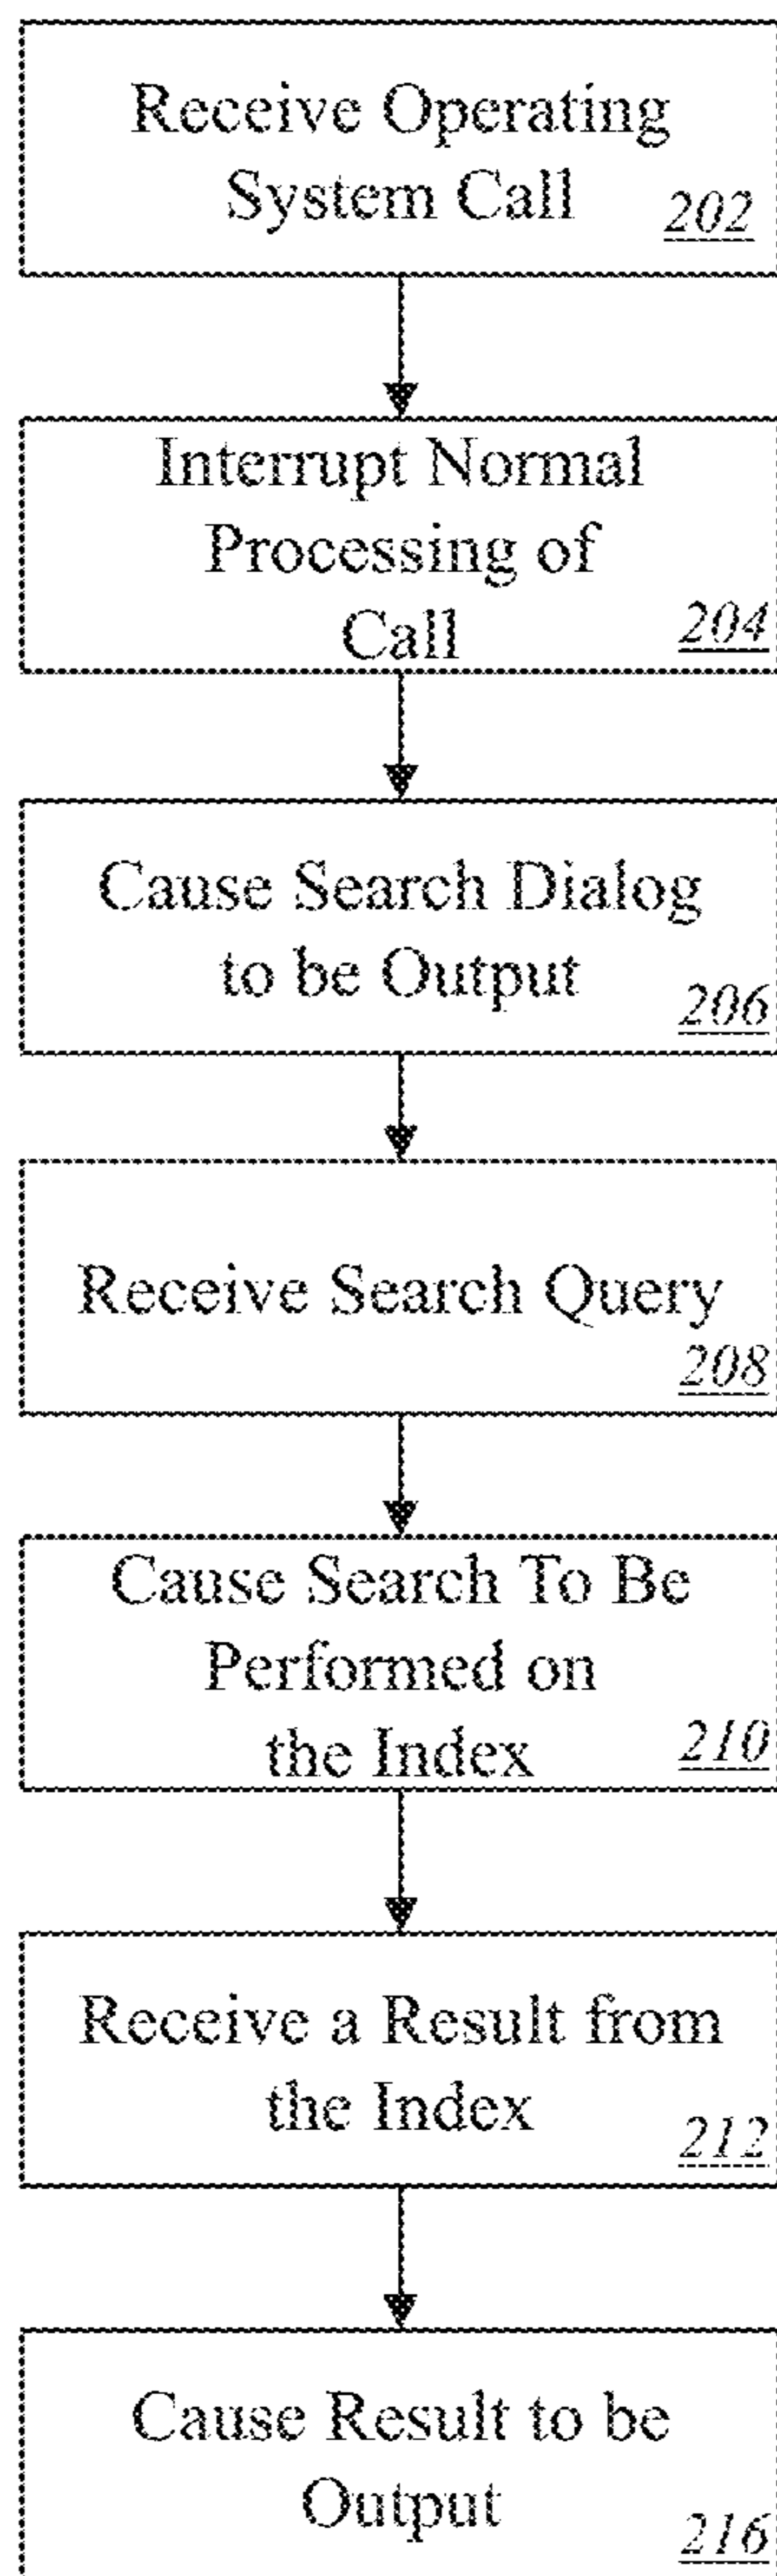 Receive Operating
System Call
202
Interrupt Normal
Processing of
Call
204
Cause Search Dialog
to be Output
206
Receive Search Query
208
Cause Search To Be
Performed on
the Index
210
Receive a Result from
the Index
212
Cause Result to be
Output
216